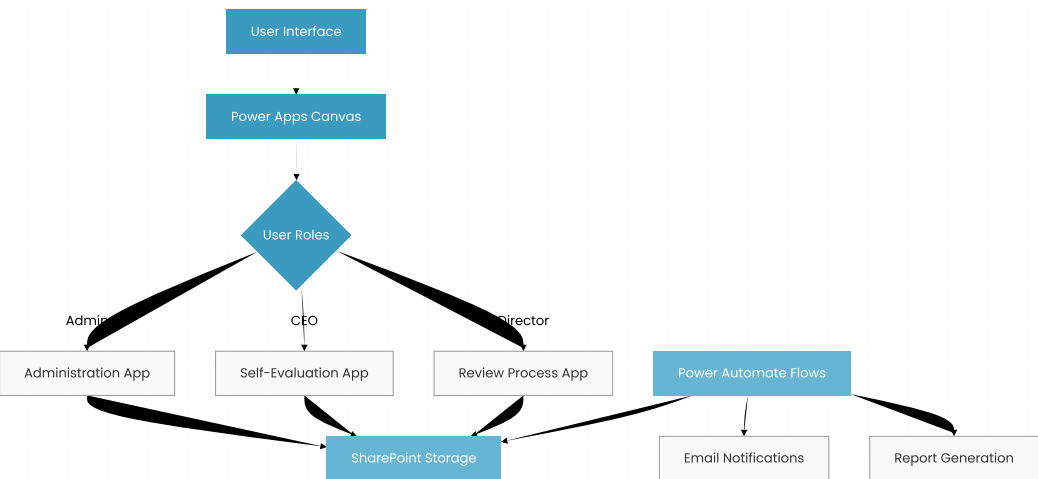 User Interface
Power Apps Canvas
User Roles
Admin
CEO
Director
Administration App
Self-Evaluation App
Review Process App
Power Automate Flows
SharePoint Storage
Email Notifications
Report Generation